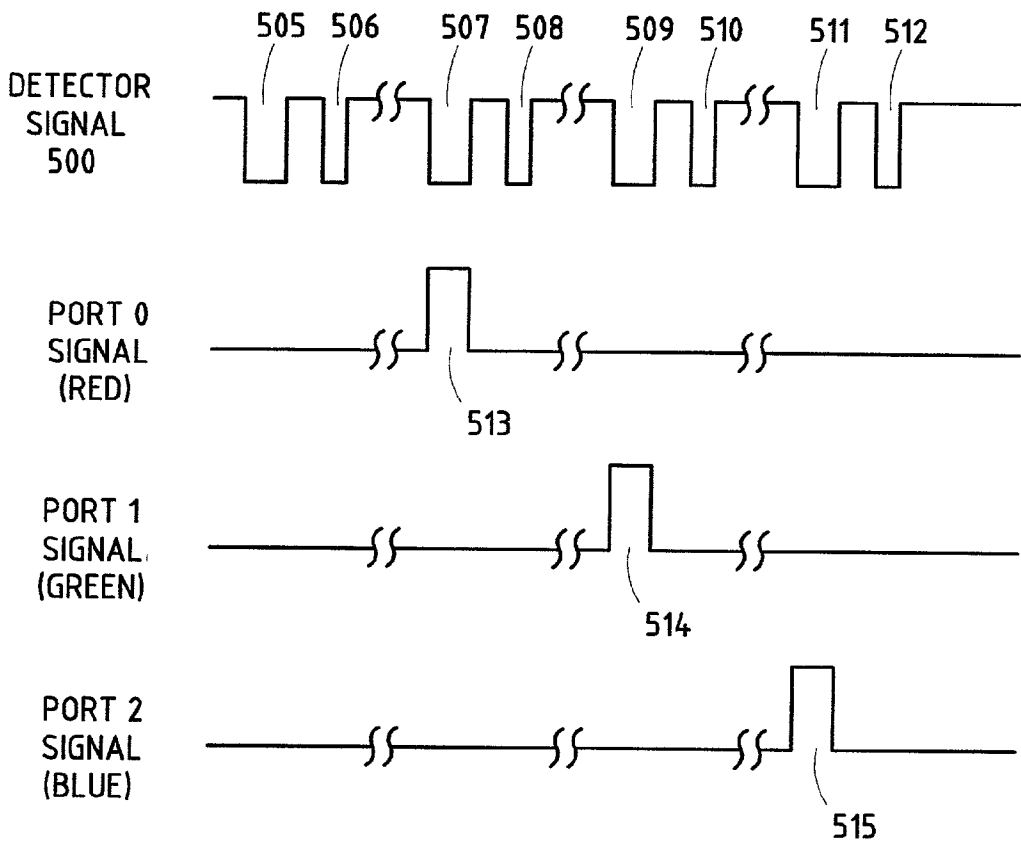 505 506 507 508 509 510 511 512
DETECTOR
SIGNAL
500
PORT 0
SIGNAL
(RED)
513
PORT 1
SIGNAL
(GREEN)
514
PORT 2
SIGNAL
(BLUE)
515